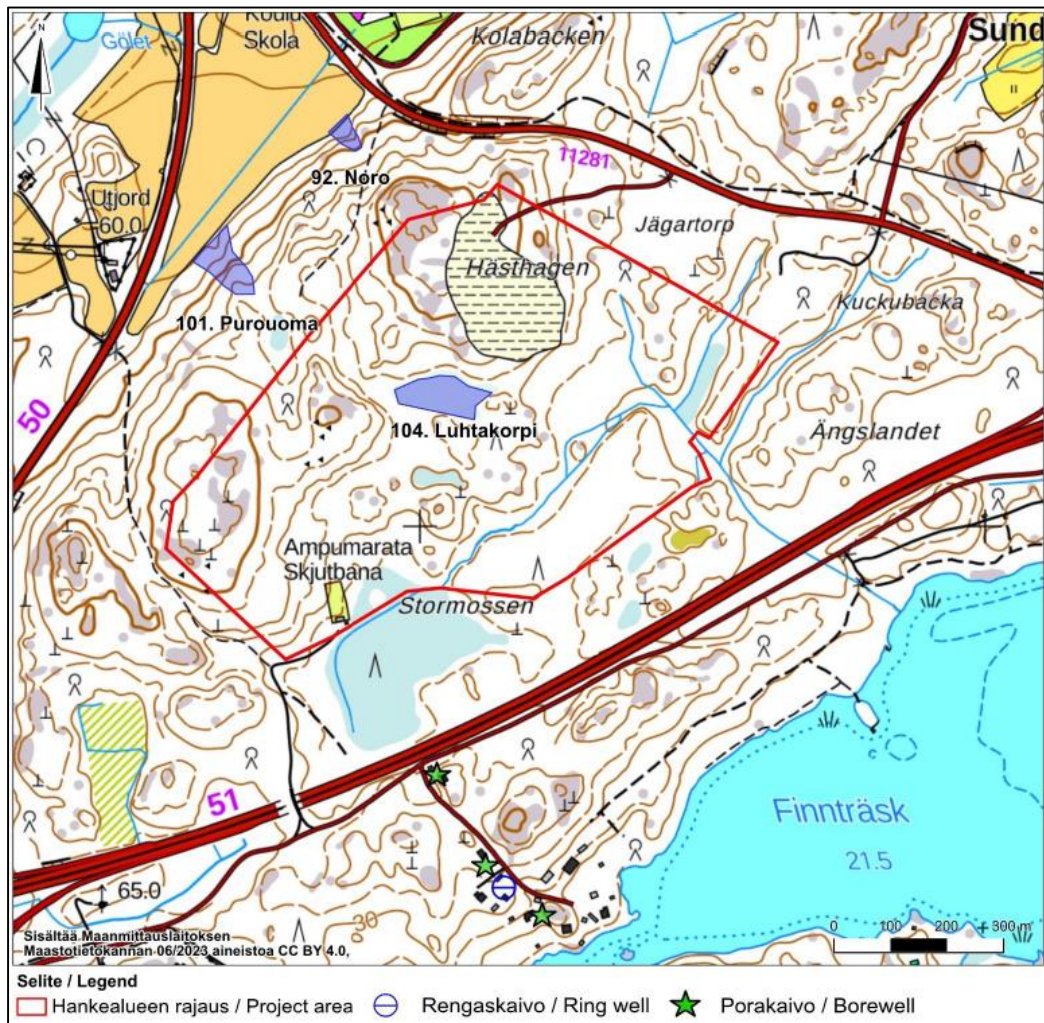 N
Gölet
Skola
Kolabacken
Sund
11281
92. Noro
Utjord
60.0
Jägartorp
Hästhagen
Kuckubacka
101. Purouoma
50
104. Luhtakorpi
Ängslandet
Ampumarata
Skjutbana
Stormossen
51
Finnträsk
21.5
65.0
30
Sisältää Maanmittauslaitoksen
Maastotietokannan 06/2023 aineistoa CC BY 4.0,
0 100 200 300 m
Selite / Legend
Hankealueen rajaus / Project area
Rengaskaivo / Ring well
Porakaivo / Borewell